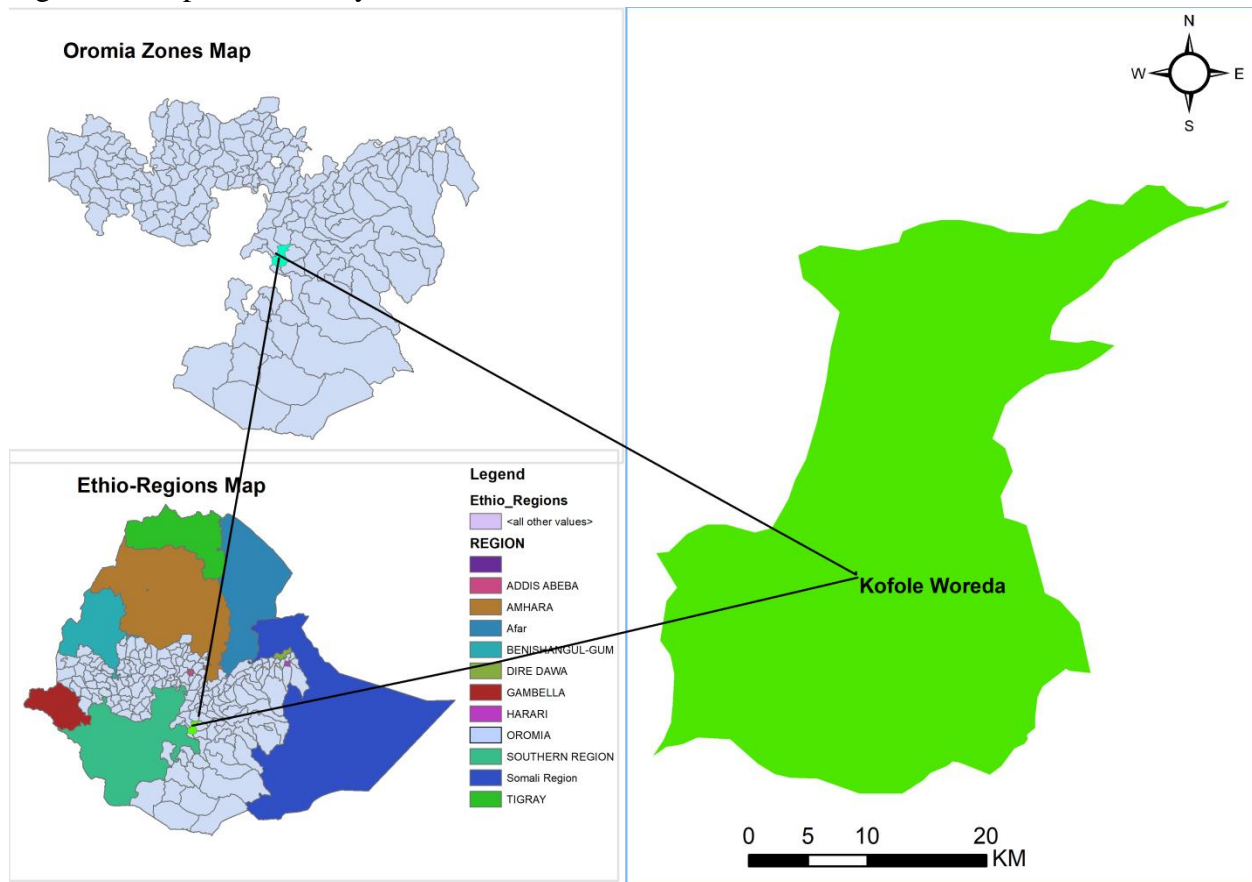 Oromia Zones Map
N
W
E
S
Kofole Woreda
0 5 10 20
KM
Ethio-Regions Map
Legend
Ethio_Regions
<all other values>
REGION
ADDIS ABEBA
AMHARA
Afar
BENISHANGUL-GUM
DIRE DAWA
GAMBELLA
HARARI
OROMIA
SOUTHERN REGION
Somali Region
TIGRAY